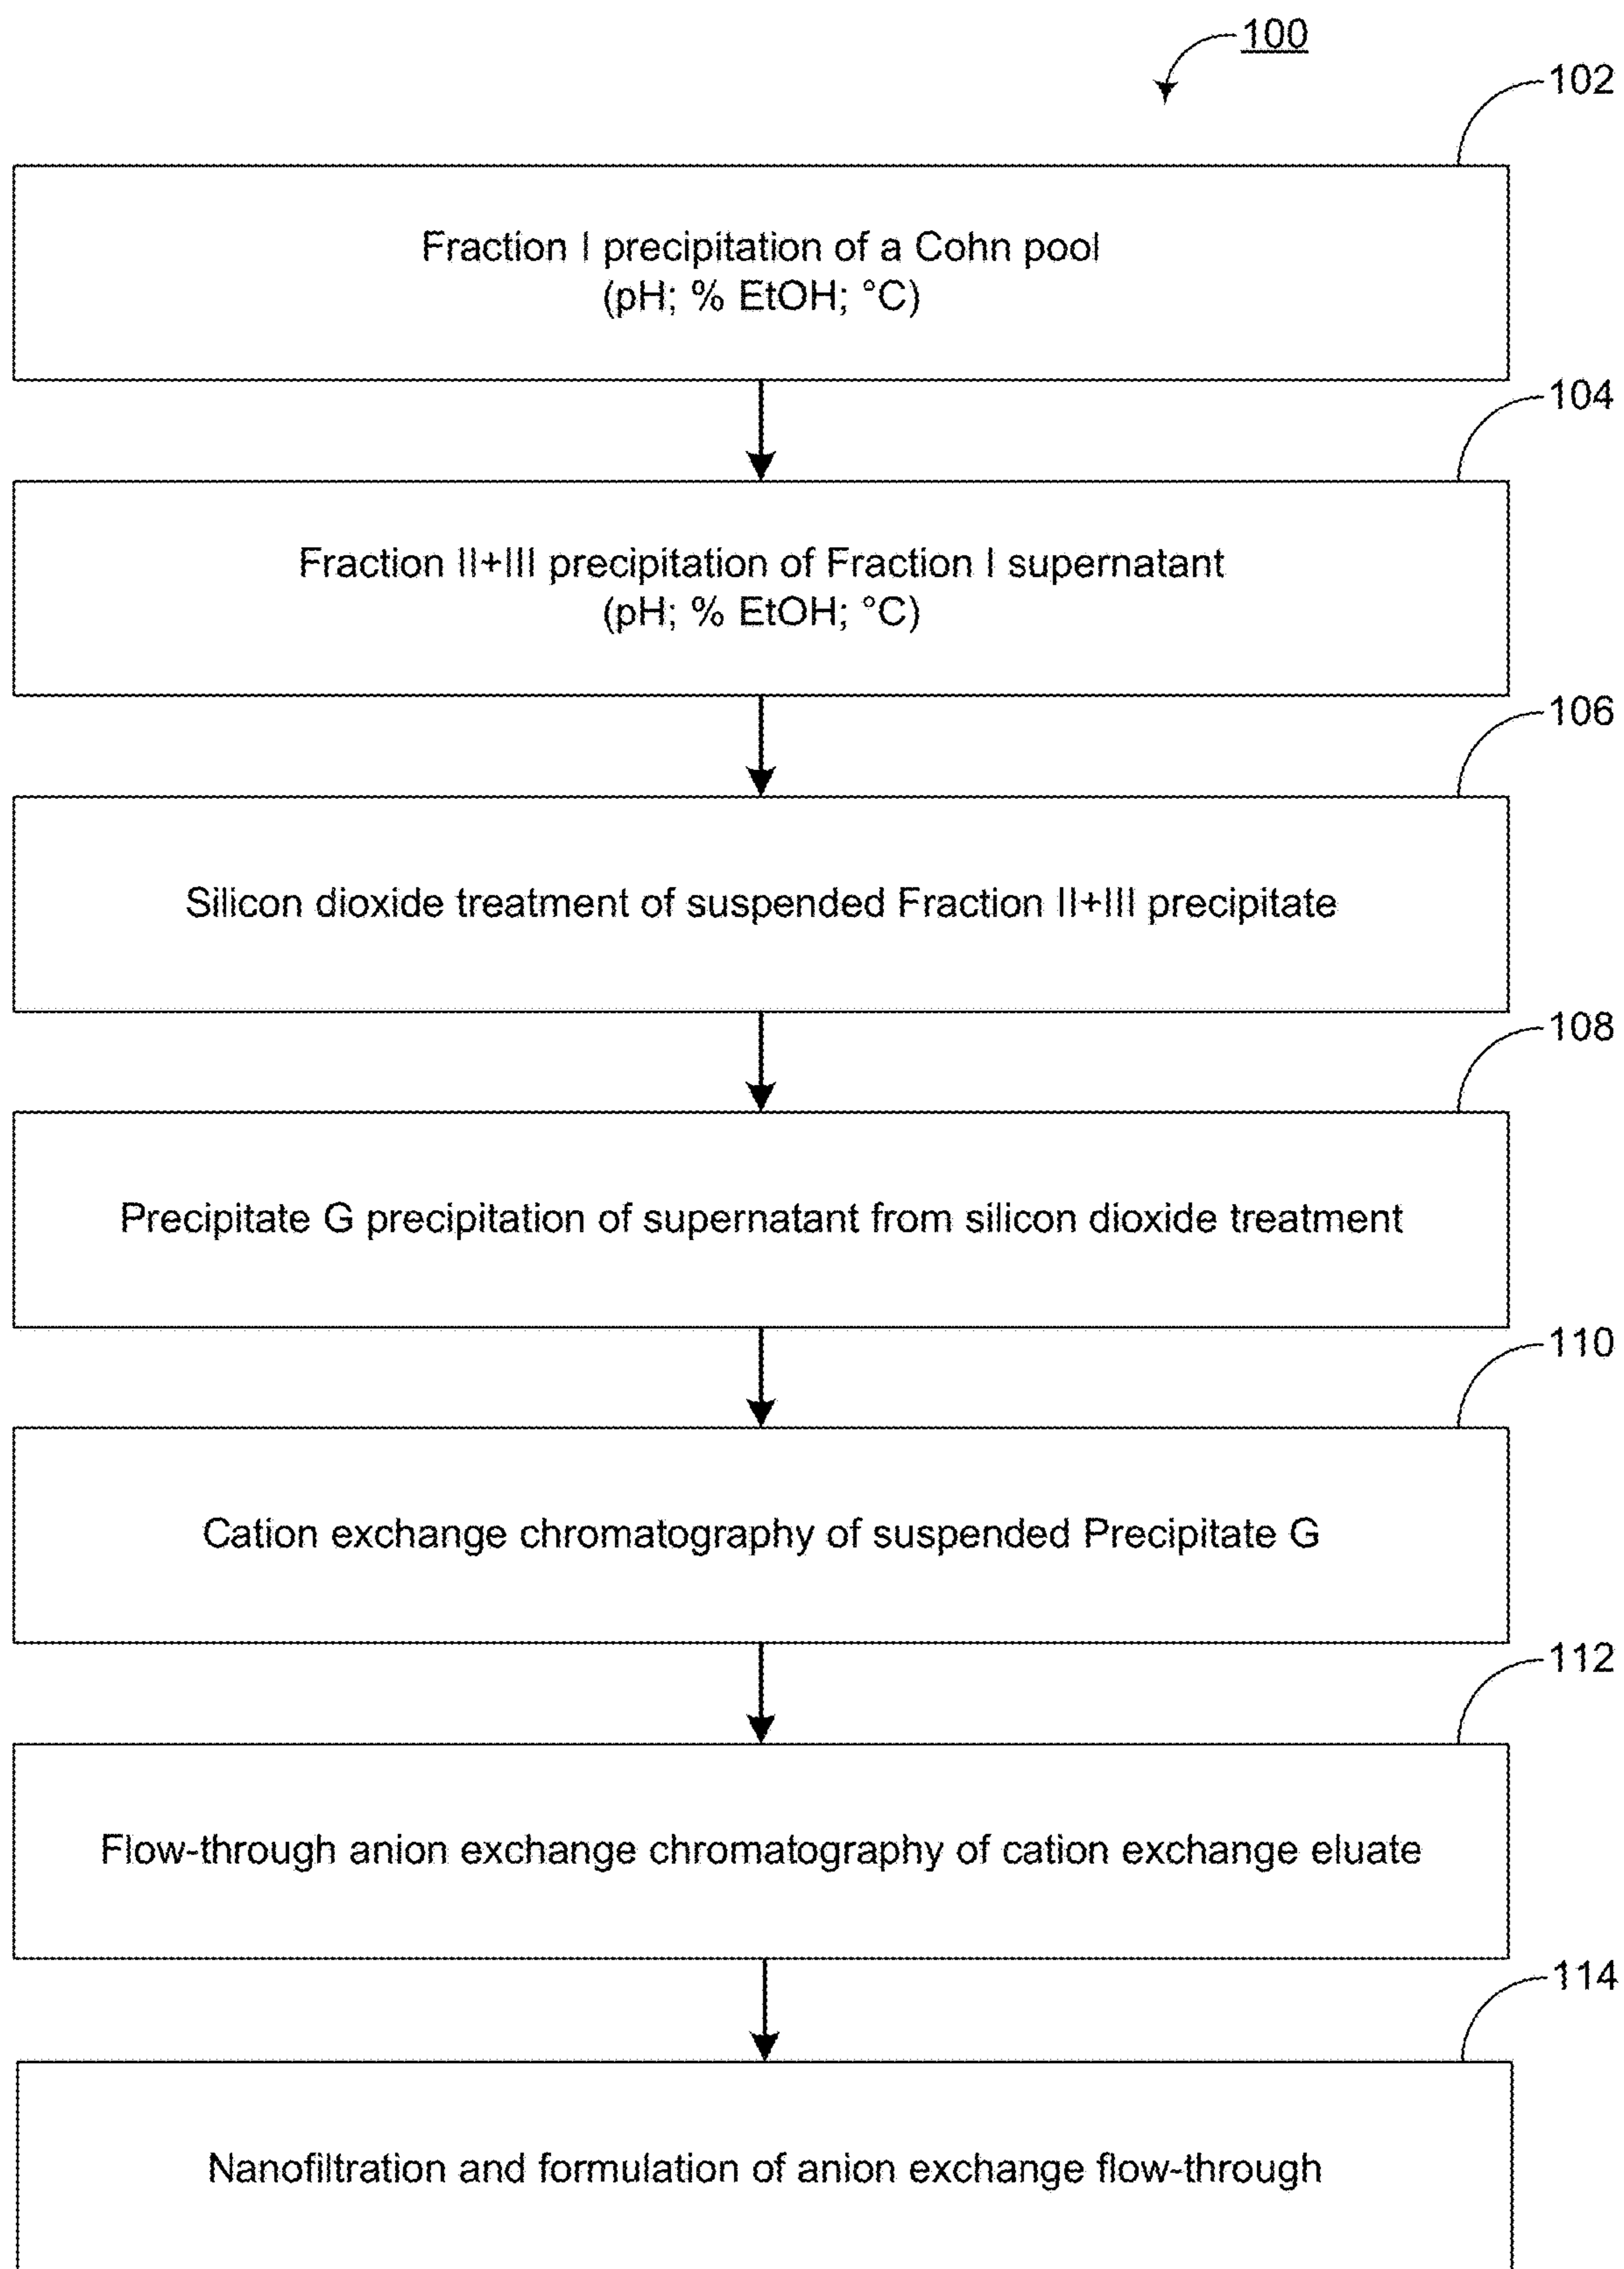 100
102
Fraction I precipitation of a Cohn pool
(pH; % EtOH; °C)
104
Fraction II+III precipitation of Fraction I supernatant
(pH; % EtOH; °C)
106
Silicon dioxide treatment of suspended Fraction II+III precipitate
108
Precipitate G precipitation of supernatant from silicon dioxide treatment
110
Cation exchange chromatography of suspended Precipitate G
112
Flow-through anion exchange chromatography of cation exchange eluate
114
Nanofiltration and formulation of anion exchange flow-through